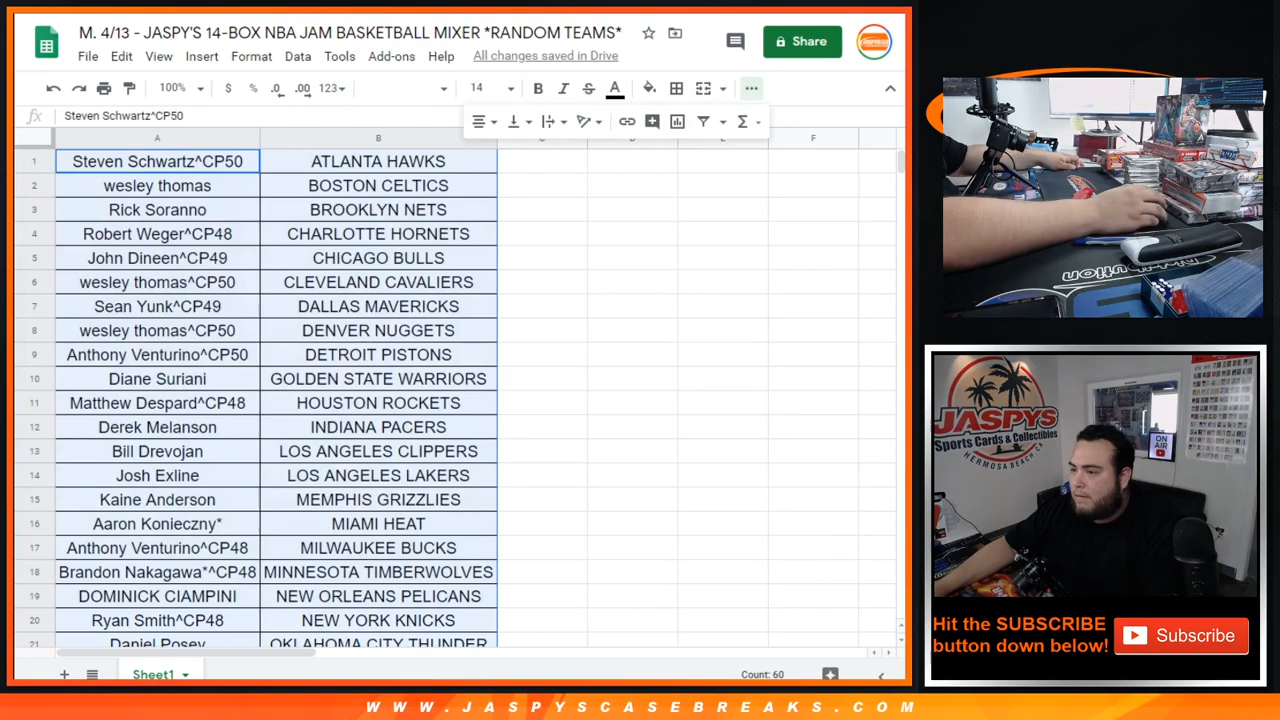 M. 4/13 - JASPY'S 14-BOX NBA JAM BASKETBALL MIXER *RANDOM TEAMS*
File Edit View Insert Format Data Tools Add-ons Help All changes saved in Drive
Share
100% $ % .0 .00 123 14 B I S A
fx Steven Schwartz^CP50
A B F
1 Steven Schwartz^CP50 ATLANTA HAWKS
2 wesley thomas BOSTON CELTICS
3 Rick Soranno BROOKLYN NETS
4 Robert Weger^CP48 CHARLOTTE HORNETS
5 John Dineen^CP49 CHICAGO BULLS
6 wesley thomas^CP50 CLEVELAND CAVALIERS
7 Sean Yunk^CP49 DALLAS MAVERICKS
8 wesley thomas^CP50 DENVER NUGGETS
9 Anthony Venturino^CP50 DETROIT PISTONS
10 Diane Suriani GOLDEN STATE WARRIORS
11 Matthew Despard^CP48 HOUSTON ROCKETS
12 Derek Melanson INDIANA PACERS
13 Bill Drevojan LOS ANGELES CLIPPERS
14 Josh Exline LOS ANGELES LAKERS
15 Kaine Anderson MEMPHIS GRIZZLIES
16 Aaron Konieczny* MIAMI HEAT
17 Anthony Venturino^CP48 MILWAUKEE BUCKS
18 Brandon Nakagawa*^CP48 MINNESOTA TIMBERWOLVES
19 DOMINICK CIAMPINI NEW ORLEANS PELICANS
20 Ryan Smith^CP48 NEW YORK KNICKS
21 Daniel Posey OKLAHOMA CITY THUNDER
Sheet1 Count: 60
JASPYS
Sports Cards & Collectibles
HERMOSA BEACH, CA
ON
AIR
Hit the SUBSCRIBE
button down below!
Subscribe
WWW.JASPYSCASEBREAKS.COM